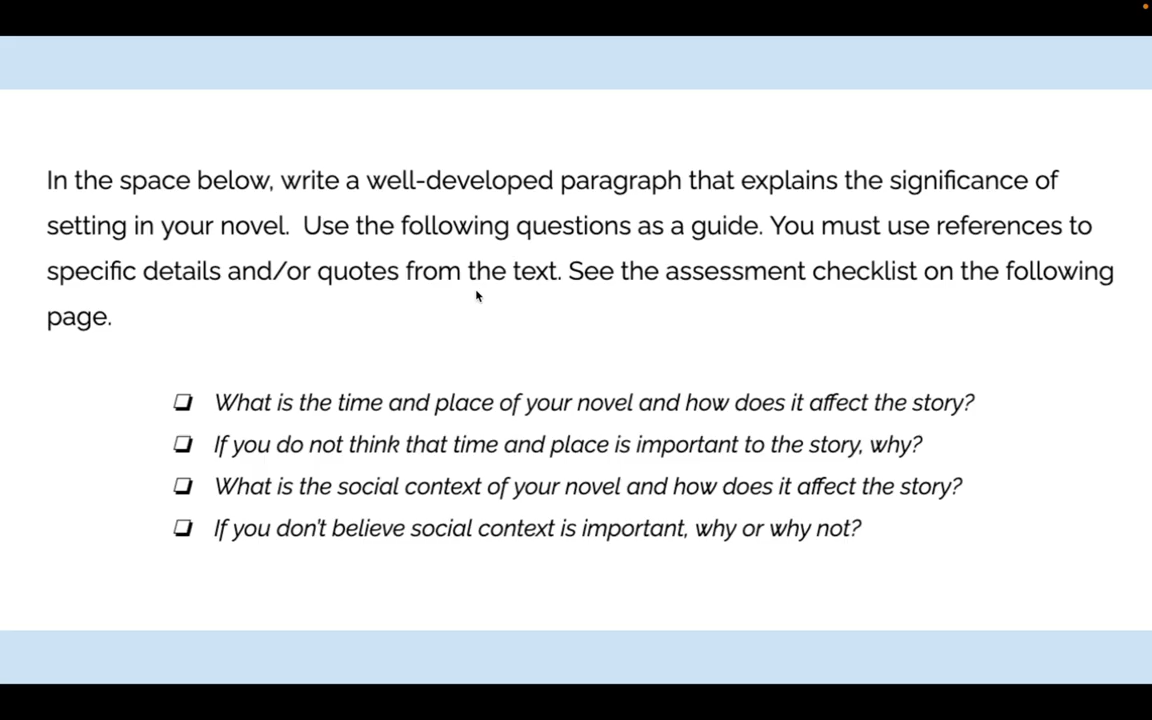 In the space below, write a well-developed paragraph that explains the significance of
setting in your novel.  Use the following questions as a guide. You must use references to
specific details and/or quotes from the text. See the assessment checklist on the following
page.
❏ What is the time and place of your novel and how does it affect the story?
❏ If you do not think that time and place is important to the story, why?
❏ What is the social context of your novel and how does it affect the story?
❏ If you don't believe social context is important, why or why not?